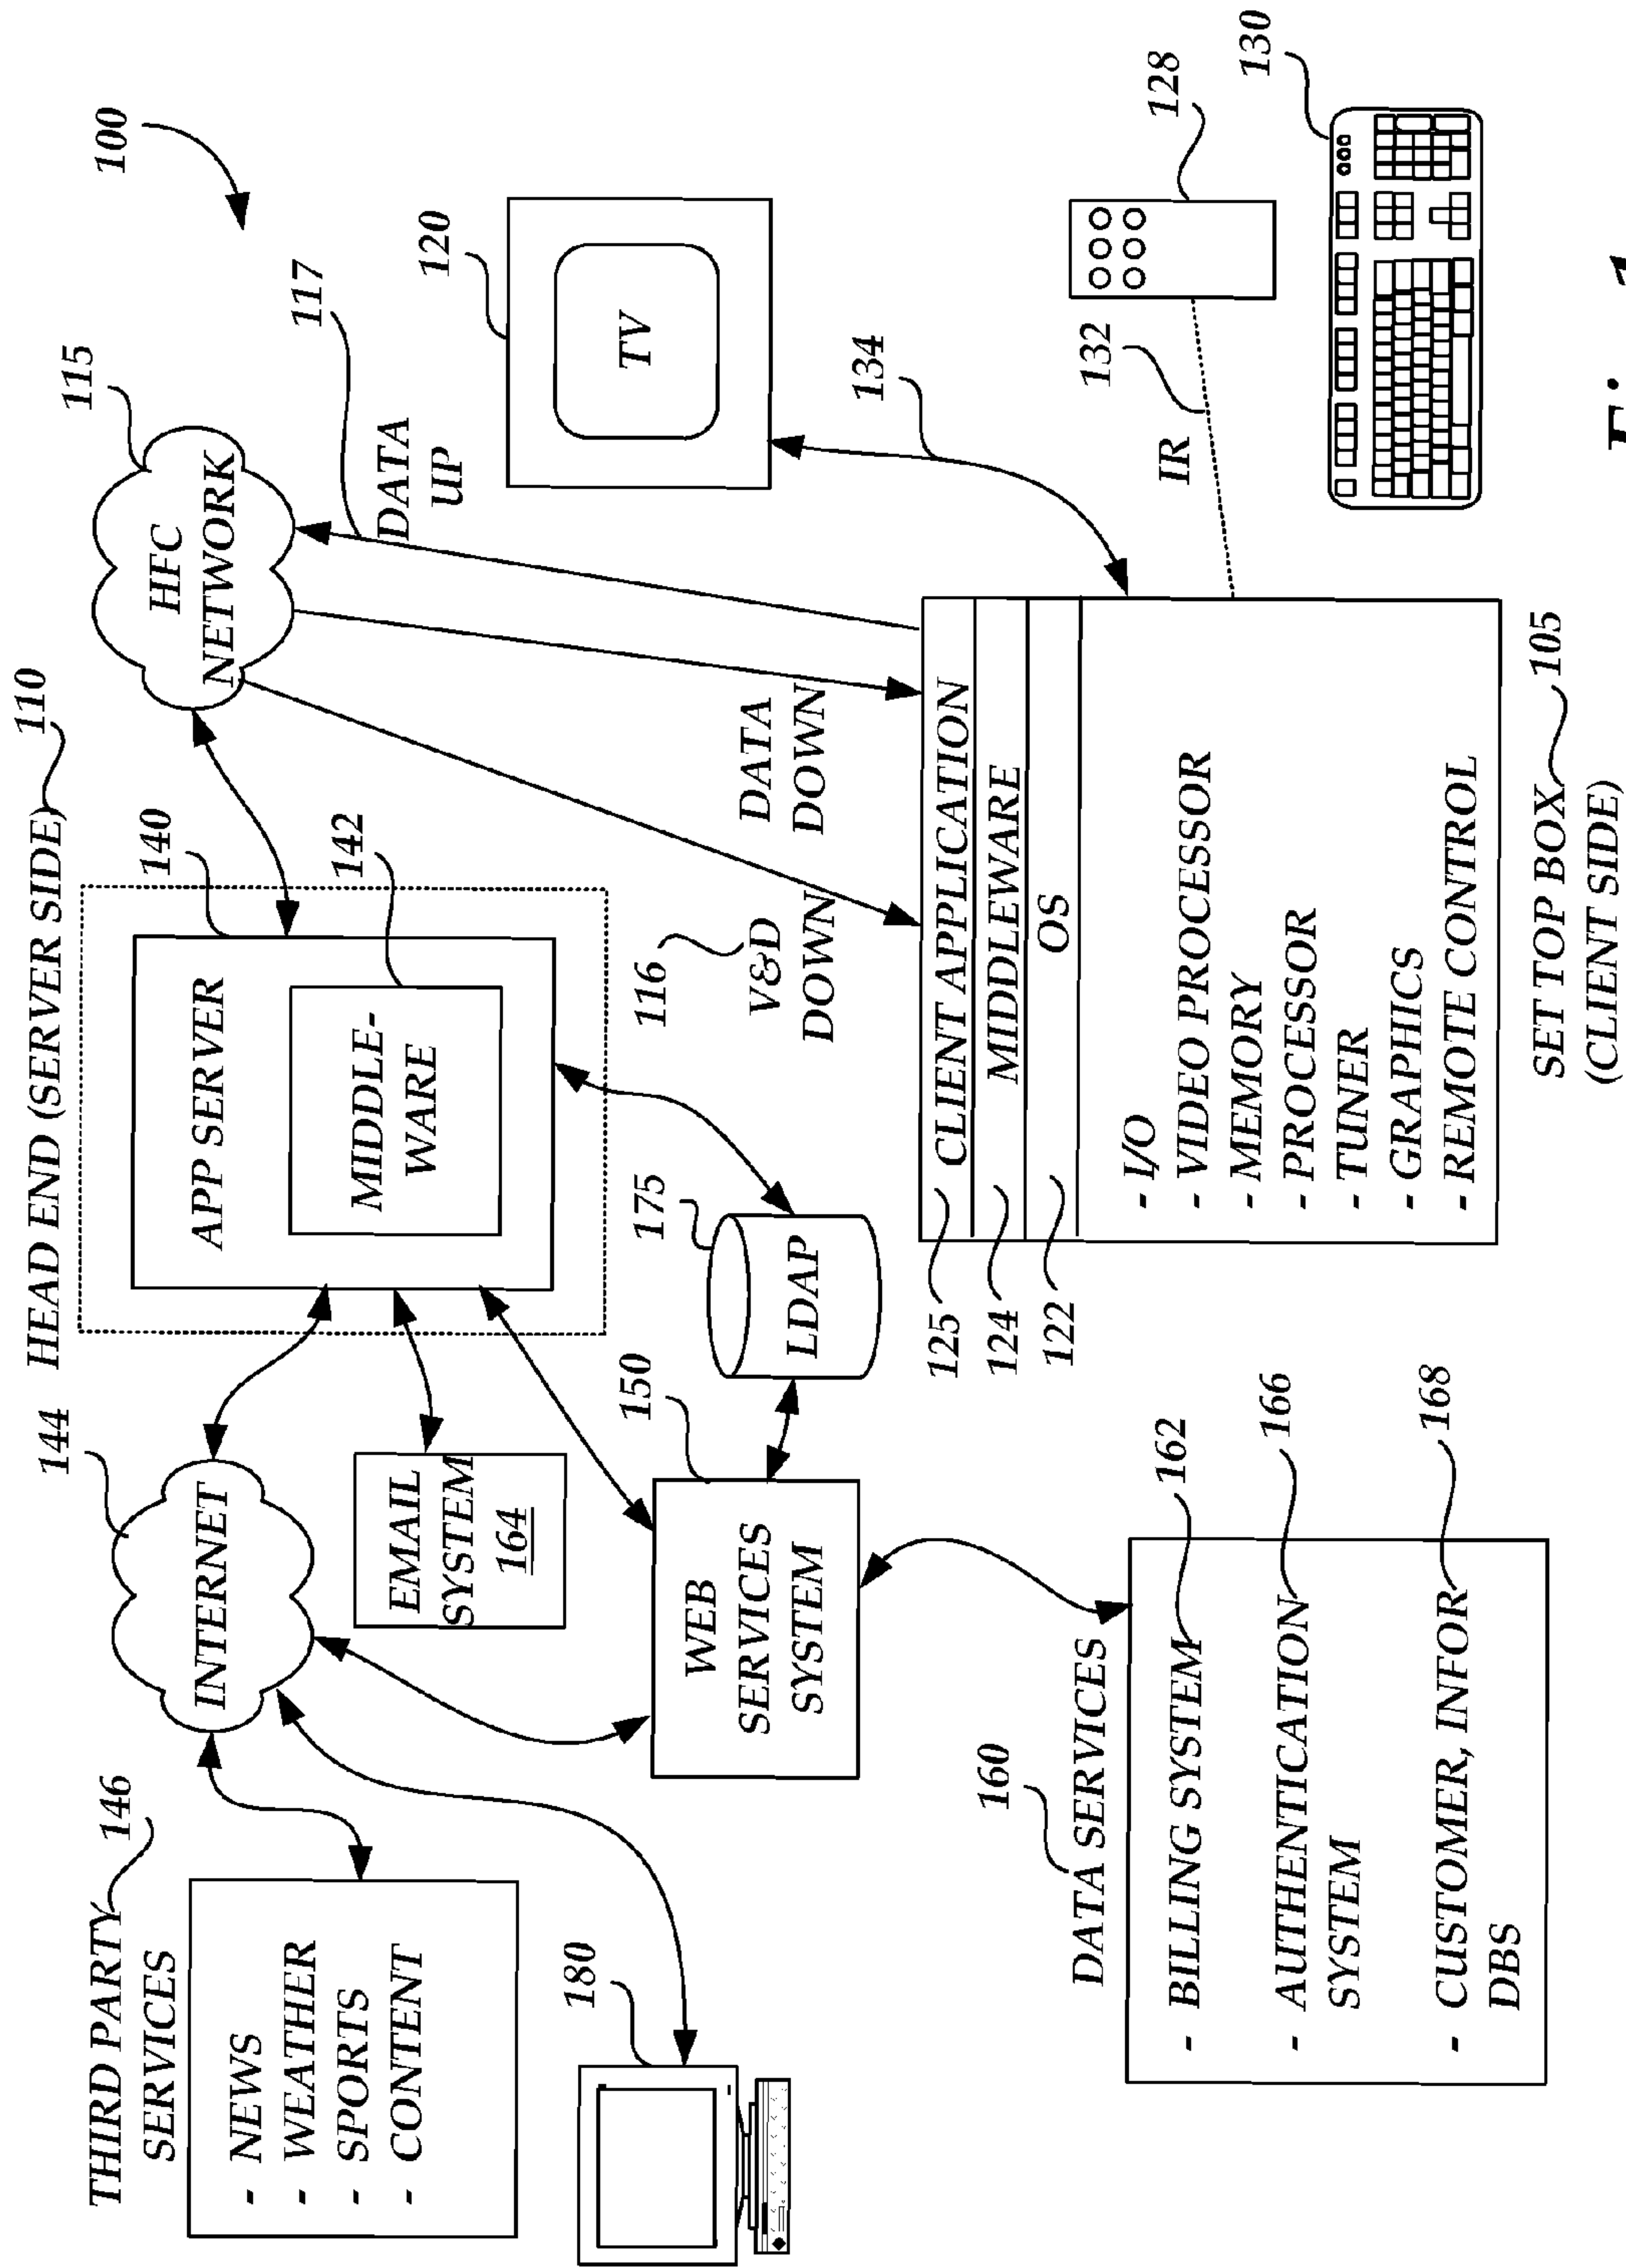 HEAD END (SERVER SIDE)
110
100
THIRD PARTY
SERVICES
146
- NEWS
- WEATHER
- SPORTS
- CONTENT
144
INTERNET
140
APP SERVER
142
MIDDLE-
WARE
115
HFC
NETWORK
117
DATA
UP
EMAIL
SYSTEM
164
120
TV
180
150
WEB
SERVICES
SYSTEM
175
LDAP
116
V&D
DOWN
DATA
DOWN
134
160
DATA SERVICES
- BILLING SYSTEM
162
- AUTHENTICATION
SYSTEM
166
- CUSTOMER, INFOR
DBS
168
125
CLIENT APPLICATION
124
MIDDLEWARE
122
OS
- I/O
- VIDEO PROCESSOR
- MEMORY
- PROCESSOR
- TUNER
- GRAPHICS
- REMOTE CONTROL
SET TOP BOX
105
(CLIENT SIDE)
IR
132
128
130